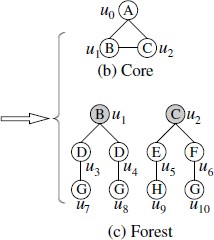 u0 A
u1 B C u2
(b) Core
B u1 C u2
D D E F
u3 u4 u5 u6
G G H G
u7 u8 u9 u10
(c) Forest